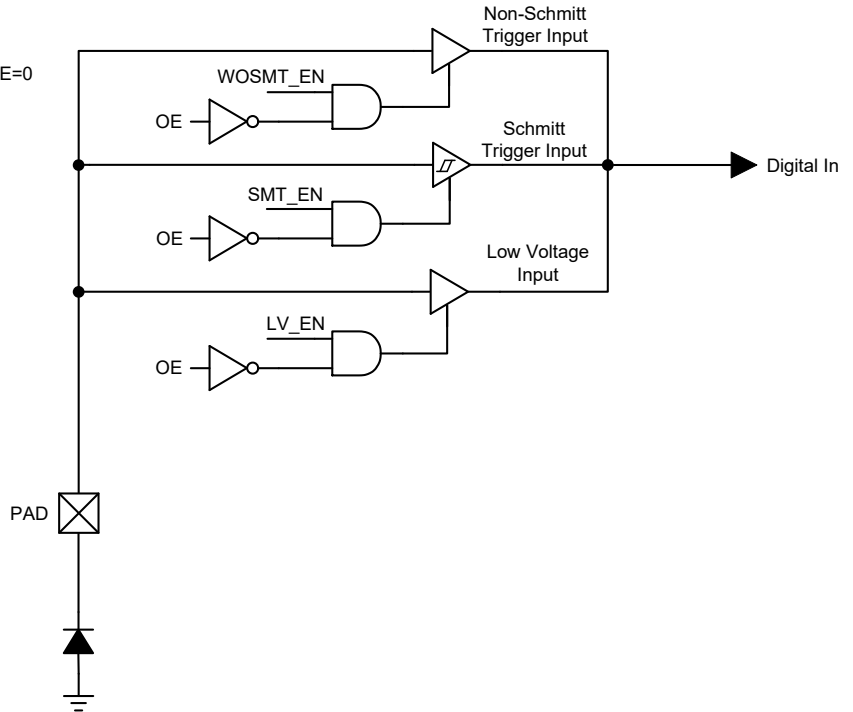 Non-Schmitt
Trigger Input
E=0
WOSMT_EN
OE
Schmitt
Trigger Input
Digital In
SMT_EN
OE
Low Voltage
Input
LV_EN
OE
PAD